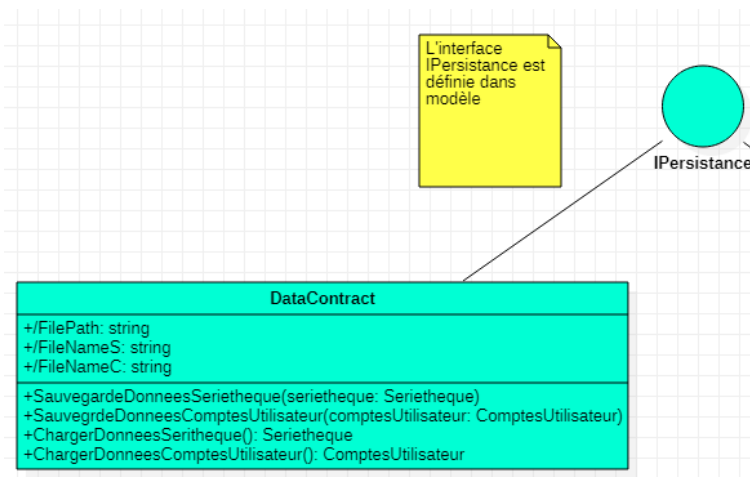 L'interface
IPersistance est
définie dans
modèle
IPersistance
DataContract
+/FilePath: string
+/FileNameS: string
+/FileNameC: string
+SauvegardeDonneesSerietheque(serietheque: Serietheque)
+SauvegrdeDonneesComptesUtilisateur(comptesUtilisateur: ComptesUtilisateur)
+ChargerDonneesSeritheque(): Serietheque
+ChargerDonneesComptesUtilisateur(): ComptesUtilisateur